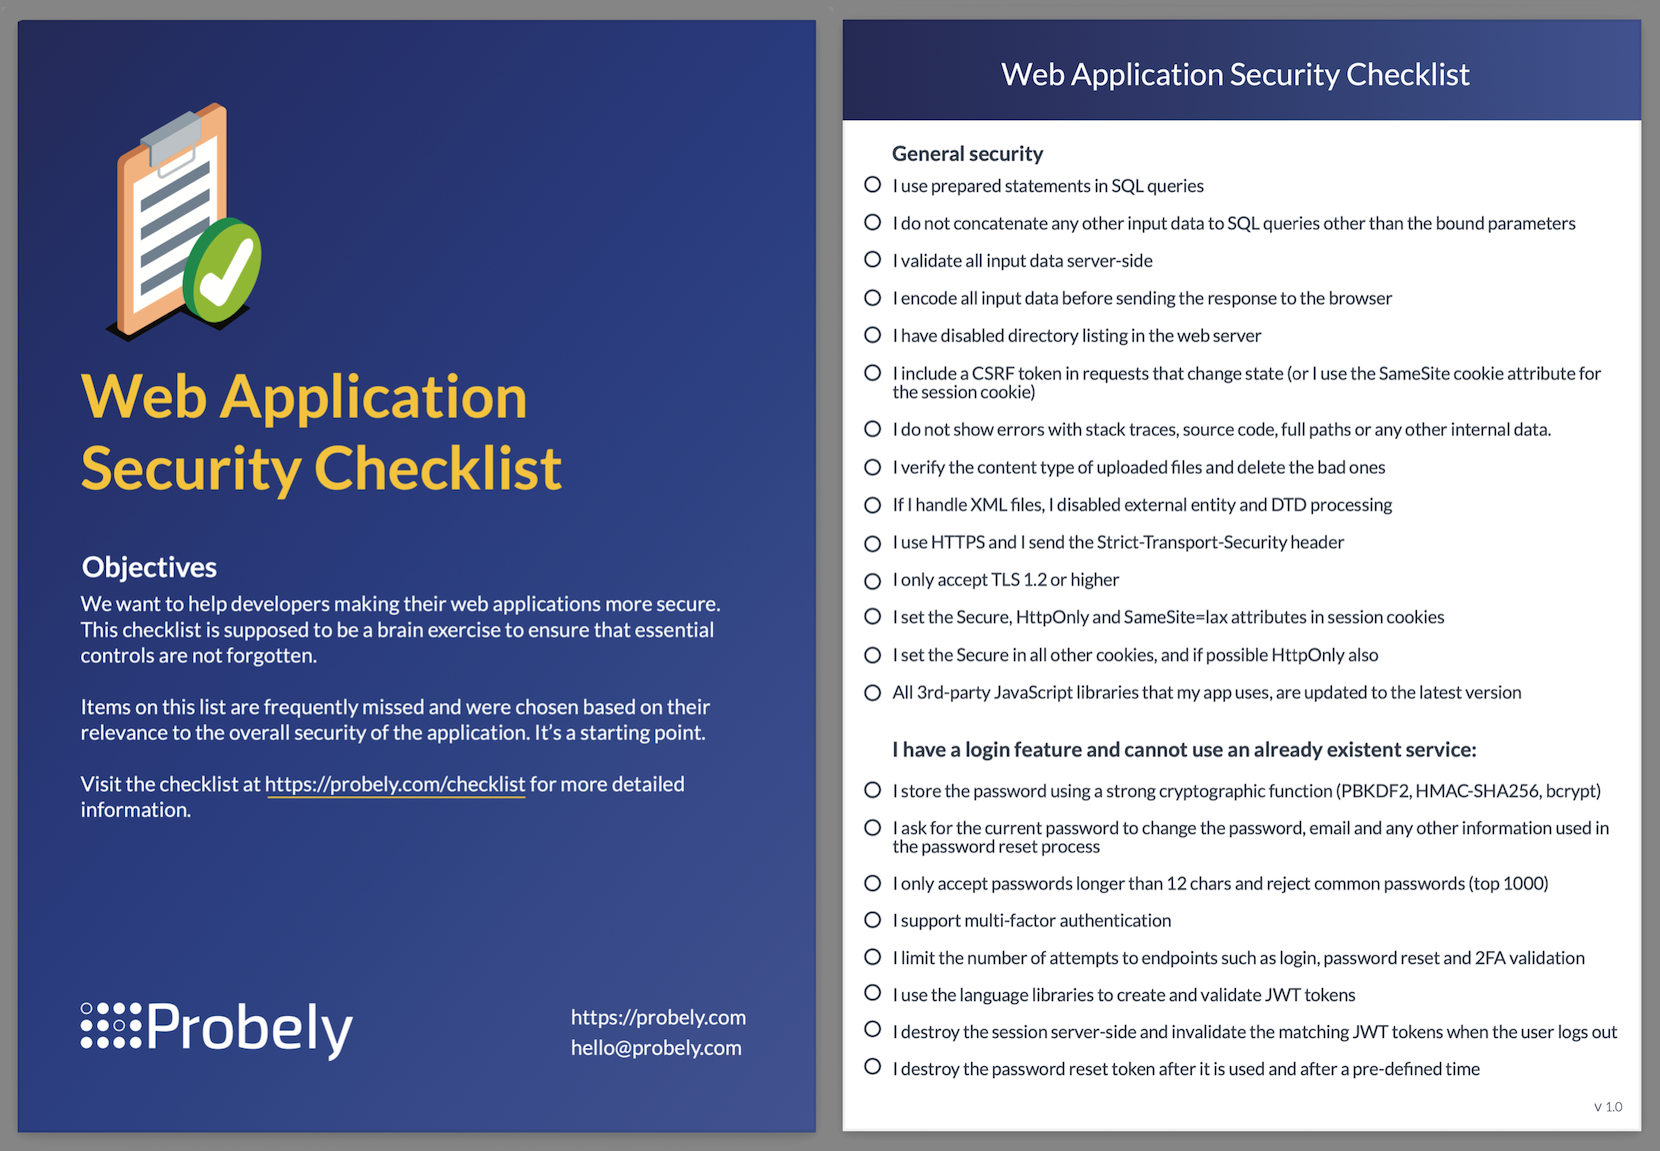 Web Application
Security Checklist
Objectives
We want to help developers making their web applications more secure.
This checklist is supposed to be a brain exercise to ensure that essential
controls are not forgotten.
Items on this list are frequently missed and were chosen based on their
relevance to the overall security of the application. It’s a starting point.
Visit the checklist at https://probely.com/checklist for more detailed
information.
Probely
https://probely.com
hello@probely.com
Web Application Security Checklist
General security
I use prepared statements in SQL queries
I do not concatenate any other input data to SQL queries other than the bound parameters
I validate all input data server-side
I encode all input data before sending the response to the browser
I have disabled directory listing in the web server
I include a CSRF token in requests that change state (or I use the SameSite cookie attribute for
the session cookie)
I do not show errors with stack traces, source code, full paths or any other internal data.
I verify the content type of uploaded files and delete the bad ones
If I handle XML files, I disabled external entity and DTD processing
I use HTTPS and I send the Strict-Transport-Security header
I only accept TLS 1.2 or higher
I set the Secure, HttpOnly and SameSite=lax attributes in session cookies
I set the Secure in all other cookies, and if possible HttpOnly also
All 3rd-party JavaScript libraries that my app uses, are updated to the latest version
I have a login feature and cannot use an already existent service:
I store the password using a strong cryptographic function (PBKDF2, HMAC-SHA256, bcrypt)
I ask for the current password to change the password, email and any other information used in
the password reset process
I only accept passwords longer than 12 chars and reject common passwords (top 1000)
I support multi-factor authentication
I limit the number of attempts to endpoints such as login, password reset and 2FA validation
I use the language libraries to create and validate JWT tokens
I destroy the session server-side and invalidate the matching JWT tokens when the user logs out
I destroy the password reset token after it is used and after a pre-defined time
v 1.0